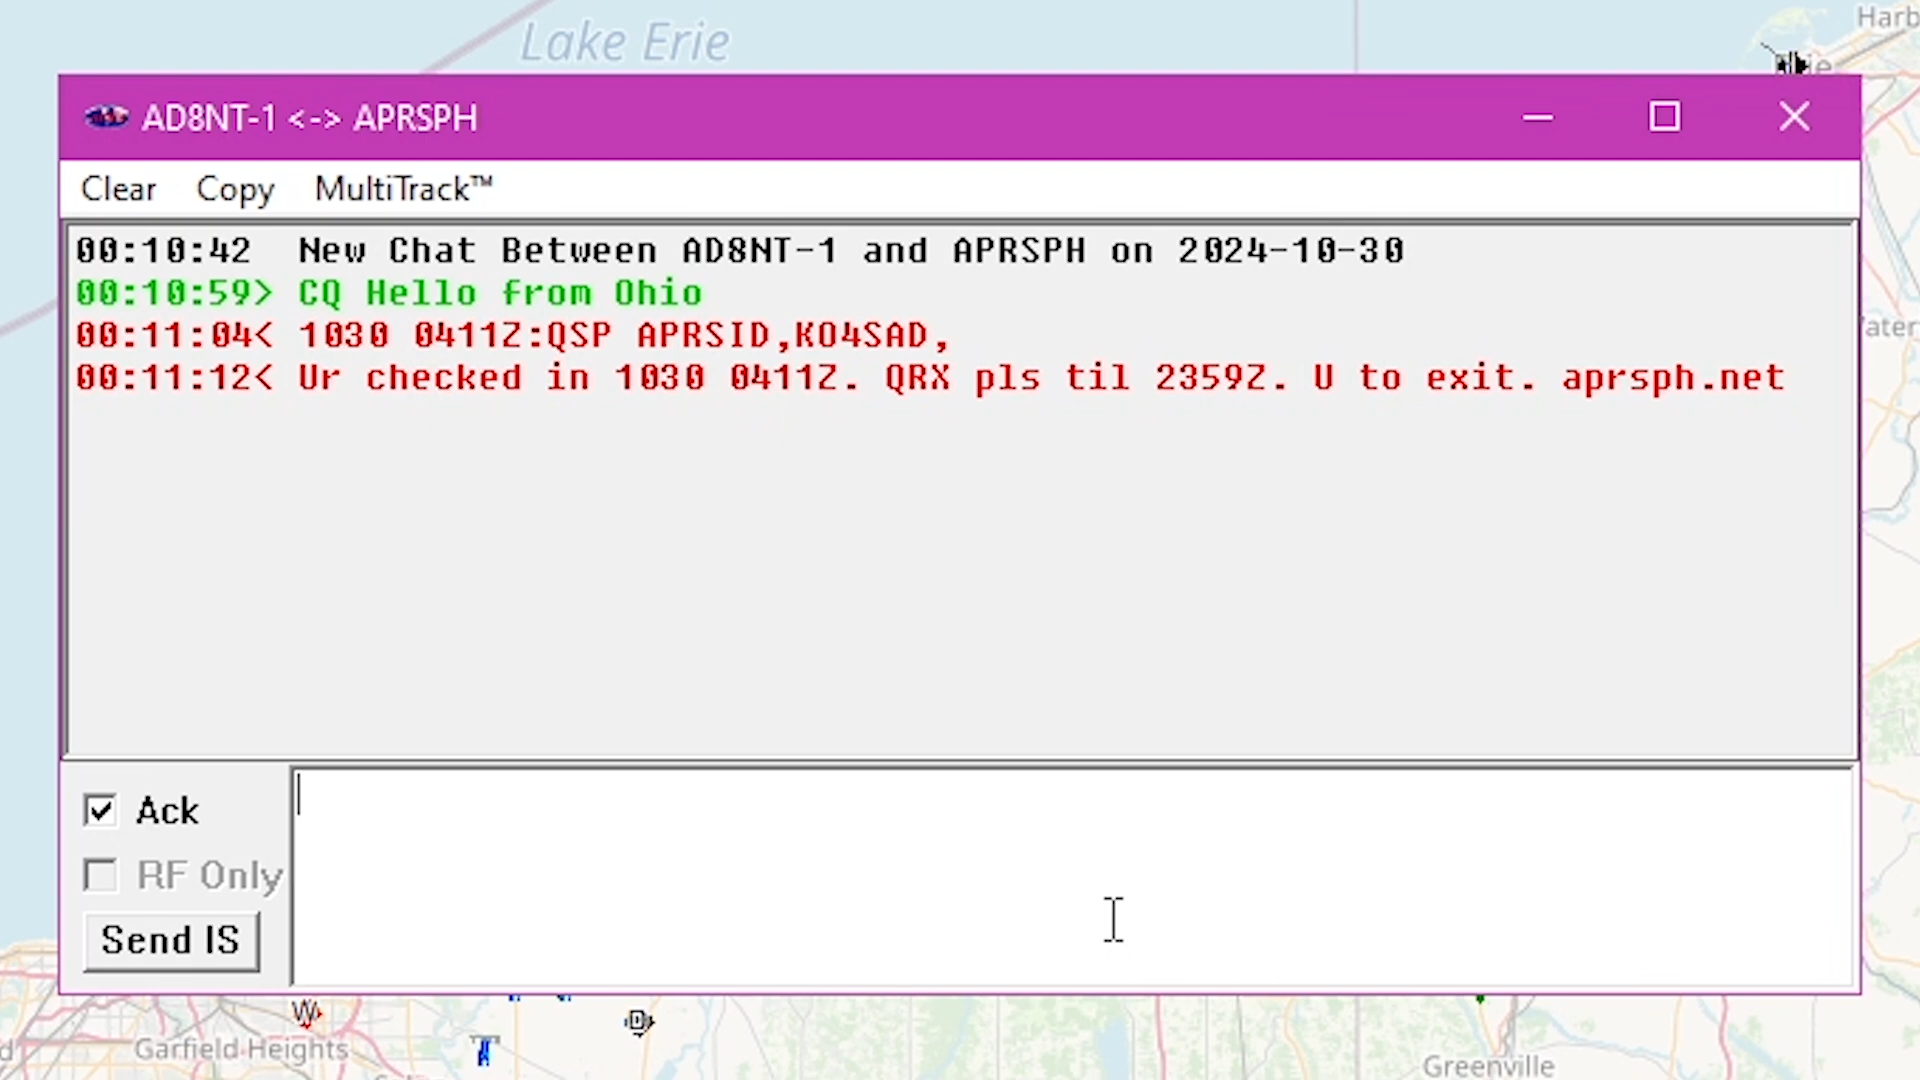 Lake Erie
Harb
AD8NT-1 <-> APRSPH
Clear Copy MultiTrack™
00:10:42 New Chat Between AD8NT-1 and APRSPH on 2024-10-30
00:10:59> CQ Hello from Ohio
00:11:04< 1030 0411Z:QSP APRSID,KO4SAD,
00:11:12< Ur checked in 1030 0411Z. QRX pls til 2359Z. U to exit. aprsph.net
Ack
RF Only
Send IS
W
D
Garfield Heights
Greenville